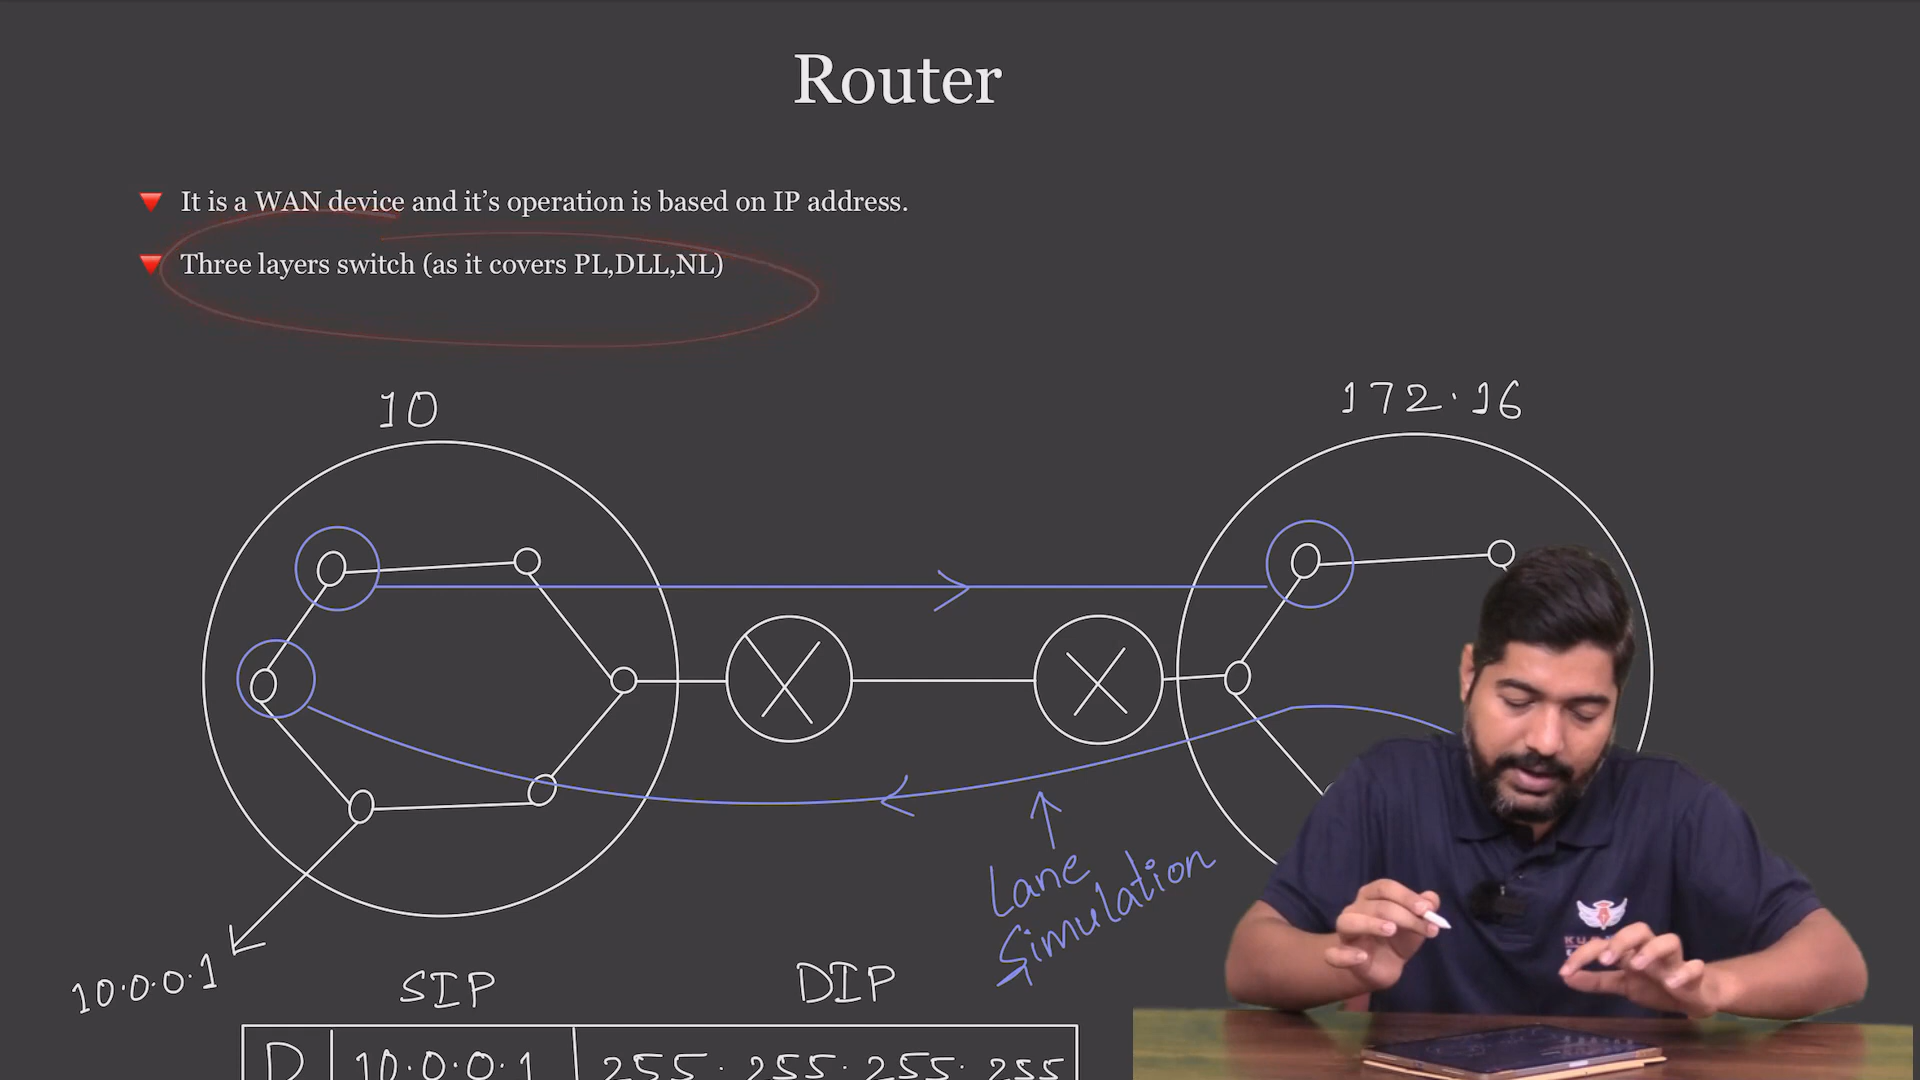 Router
It is a WAN device and it’s operation is based on IP address.
Three layers switch (as it covers PL,DLL,NL)
10
172.16
Lane
Simulation
10.0.0.1
SIP
DIP
D 10.0.0.1 255.255.255.255